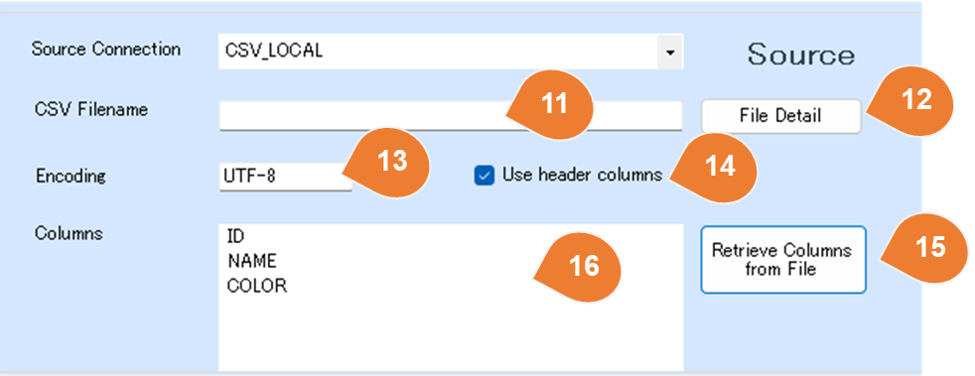 Source Connection
CSV_LOCAL
Source
CSV Filename
11
File Detail
12
Encoding
UTF-8
13
Use header columns
14
Columns
ID
NAME
COLOR
16
Retrieve Columns
from File
15